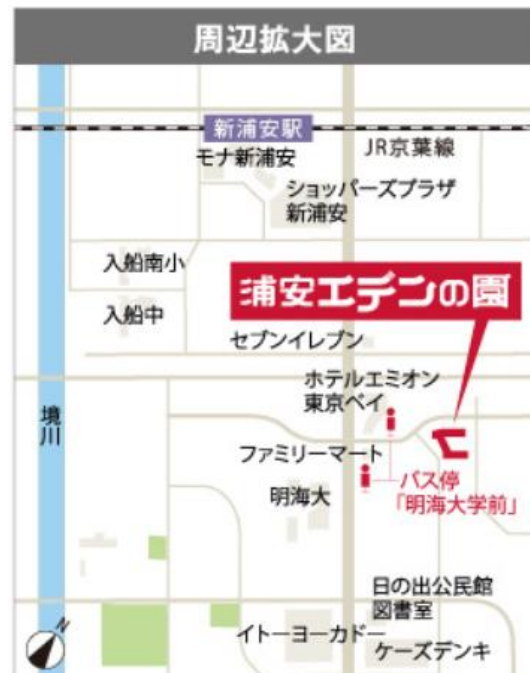 周辺拡大図
新浦安駅
モナ新浦安
JR京葉線
ショッパーズプラザ
新浦安
入船南小
浦安エデンの園
入船中
セブンイレブン
ホテルエミオン
東京ベイ
境川
ファミリーマート
バス停
「明海大学前」
明海大
日の出公民館
図書室
イトーヨーカドー
ケーズデンキ
N